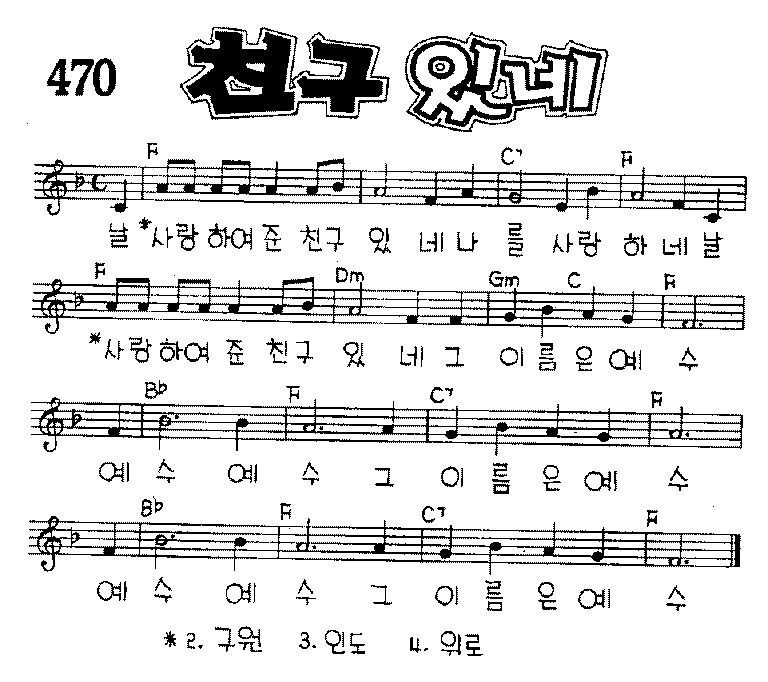 470 친구 있네
F C7 F
날 *사랑 하여 준 친구 있 네 나 를 사랑 하 네 날
F Dm Gm C F
*사랑하여 준 친구 있 네 그 이 름 은 예 수
Bb F C7 F
예 수 예 수 그 이 름 은 예 수
Bb F C7 F
예 수 예 수 그 이 름 은 예 수
* 2. 구원 3. 인도 4. 위로